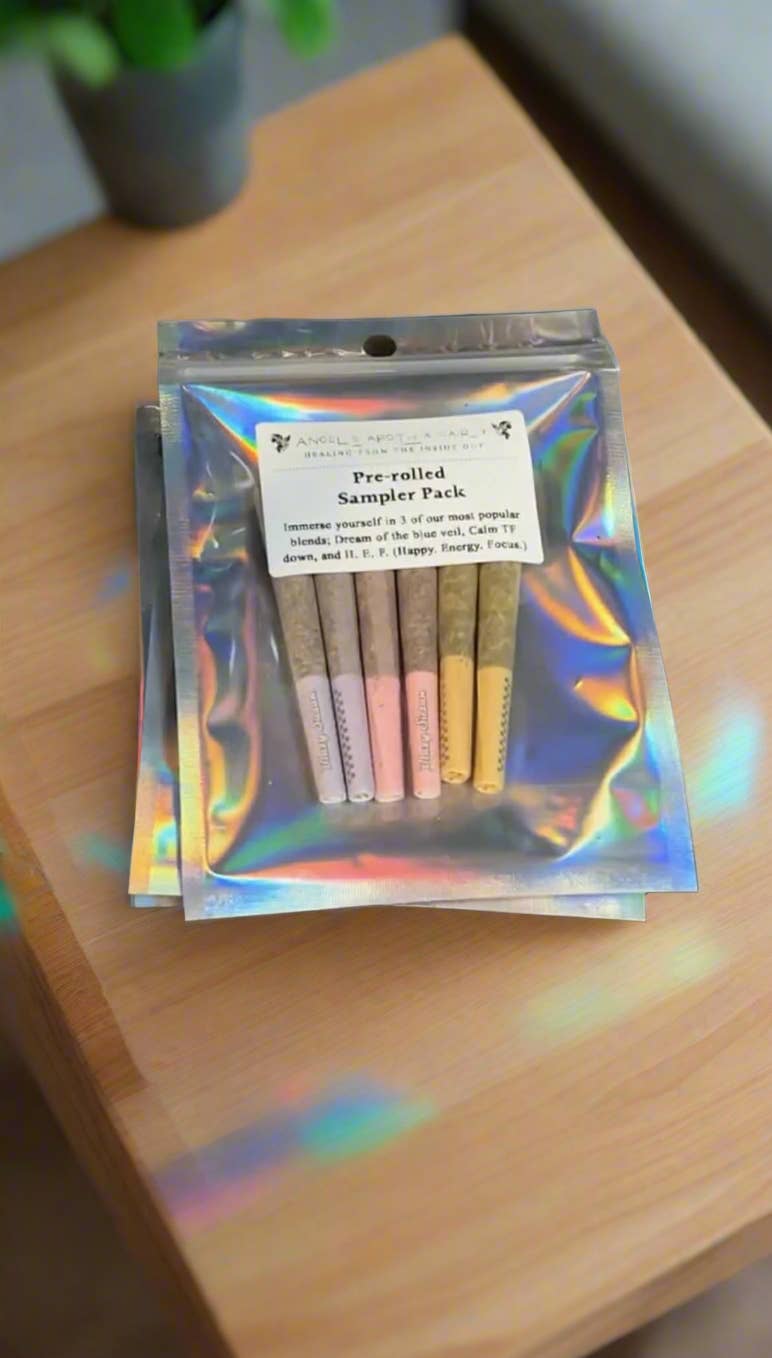 HEALING FROM THE INSIDE OUT
Pre-rolled
Sampler Pack
Immerse yourself in 3 of our most popular
blends; Dream of the blue veil, Calm TF
down, and H. E. F. (Happy, Energy, Focus.)